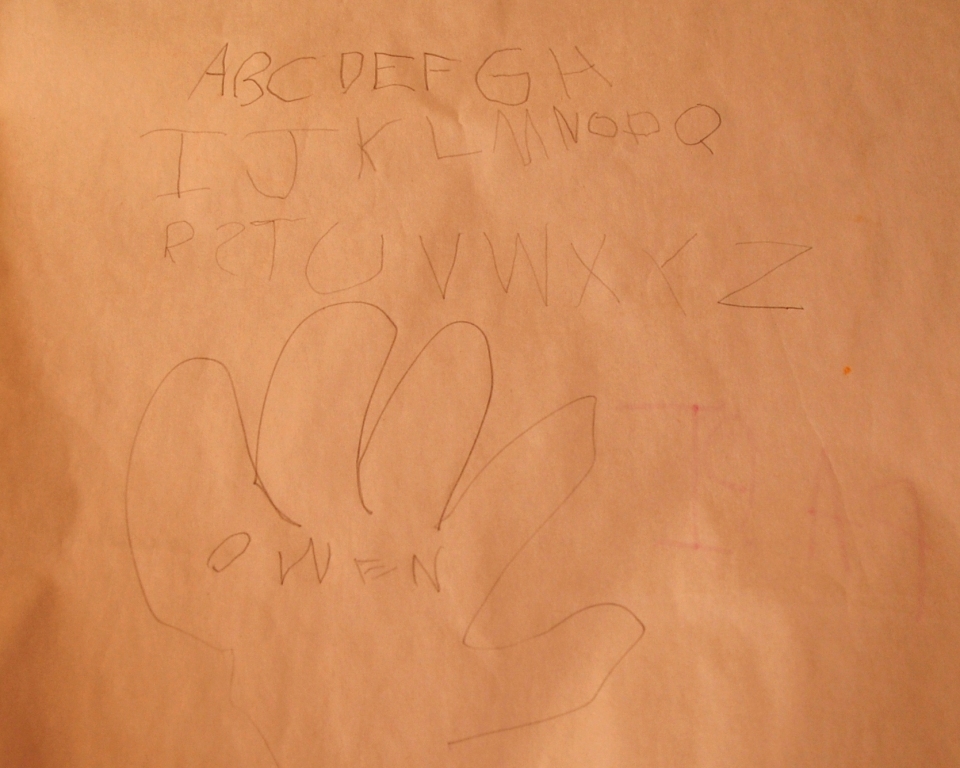 ABCDEFGH
IJKLMNOPQ
RSTUVWXYZ
OWEN